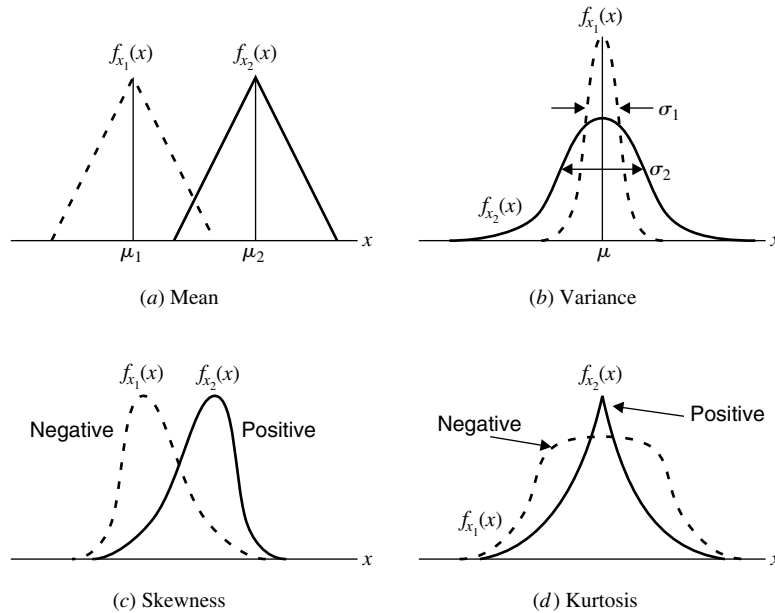 f_{x_1}(x)
f_{x_2}(x)
μ_1
μ_2
x
(a) Mean
f_{x_1}(x)
σ_1
σ_2
f_{x_2}(x)
μ
x
(b) Variance
f_{x_1}(x)
f_{x_2}(x)
Negative
Positive
x
(c) Skewness
f_{x_2}(x)
Positive
Negative
f_{x_1}(x)
x
(d) Kurtosis